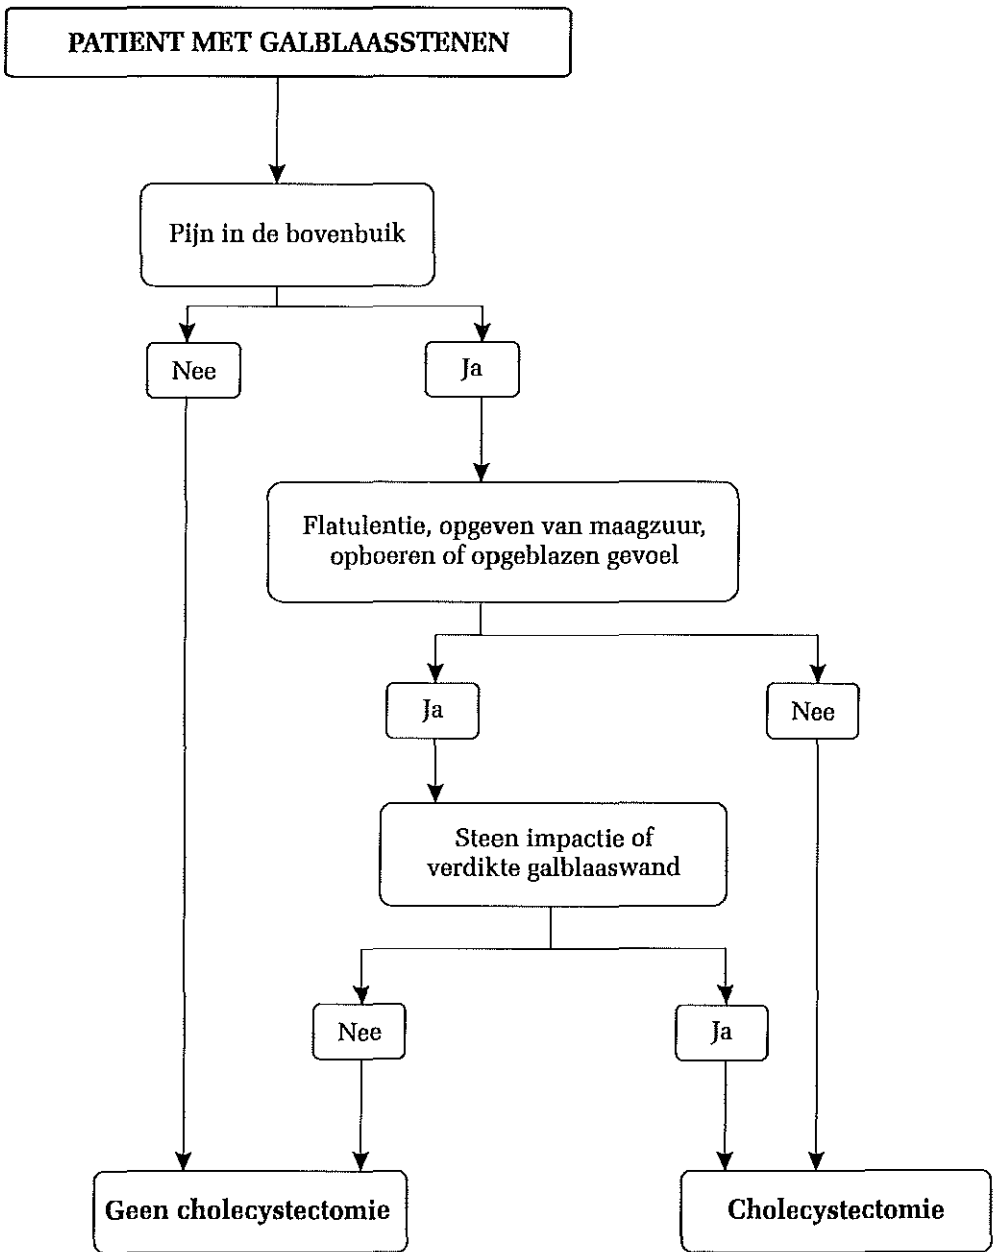 PATIENT MET GALBLAASSTENEN
Pijn in de bovenbuik
Nee
Ja
Flatulentie, opgeven van maagzuur,
opboeren of opgeblazen gevoel
Ja
Nee
Steen impactie of
verdikte galblaaswand
Nee
Ja
Geen cholecystectomie
Cholecystectomie